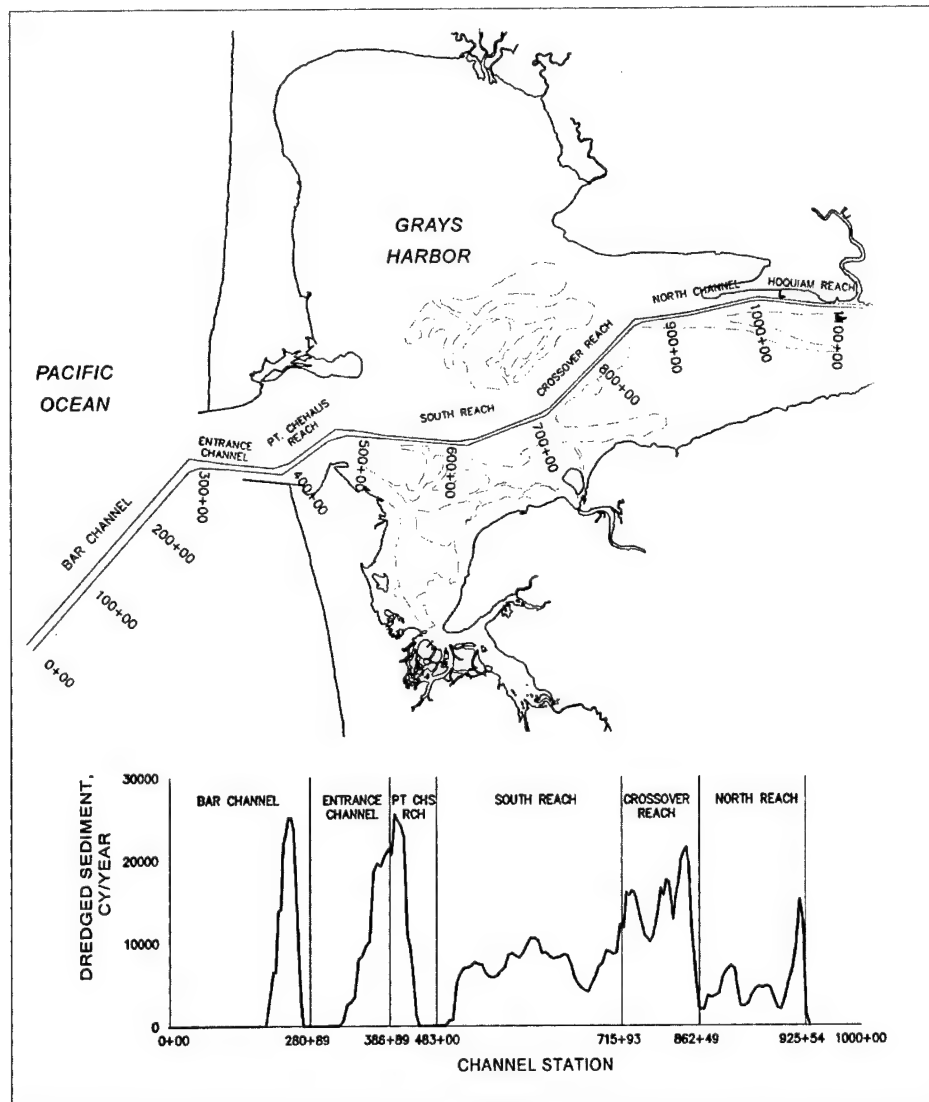 GRAYS
HARBOR
PACIFIC
OCEAN
NORTH CHANNEL
HOQUIAM REACH
CROSSOVER REACH
SOUTH REACH
PT. CHEHALIS
REACH
ENTRANCE
CHANNEL
BAR CHANNEL
0+00
100+00
200+00
300+00
400+00
500+00
600+00
700+00
800+00
900+00
1000+00
1100+00
DREDGED SEDIMENT,
CY/YEAR
30000
20000
10000
0
BAR CHANNEL
ENTRANCE
CHANNEL
PT CHS
RCH
SOUTH REACH
CROSSOVER
REACH
NORTH REACH
0+00
280+89
386+89
483+00
715+93
862+49
925+54
1000+00
CHANNEL STATION